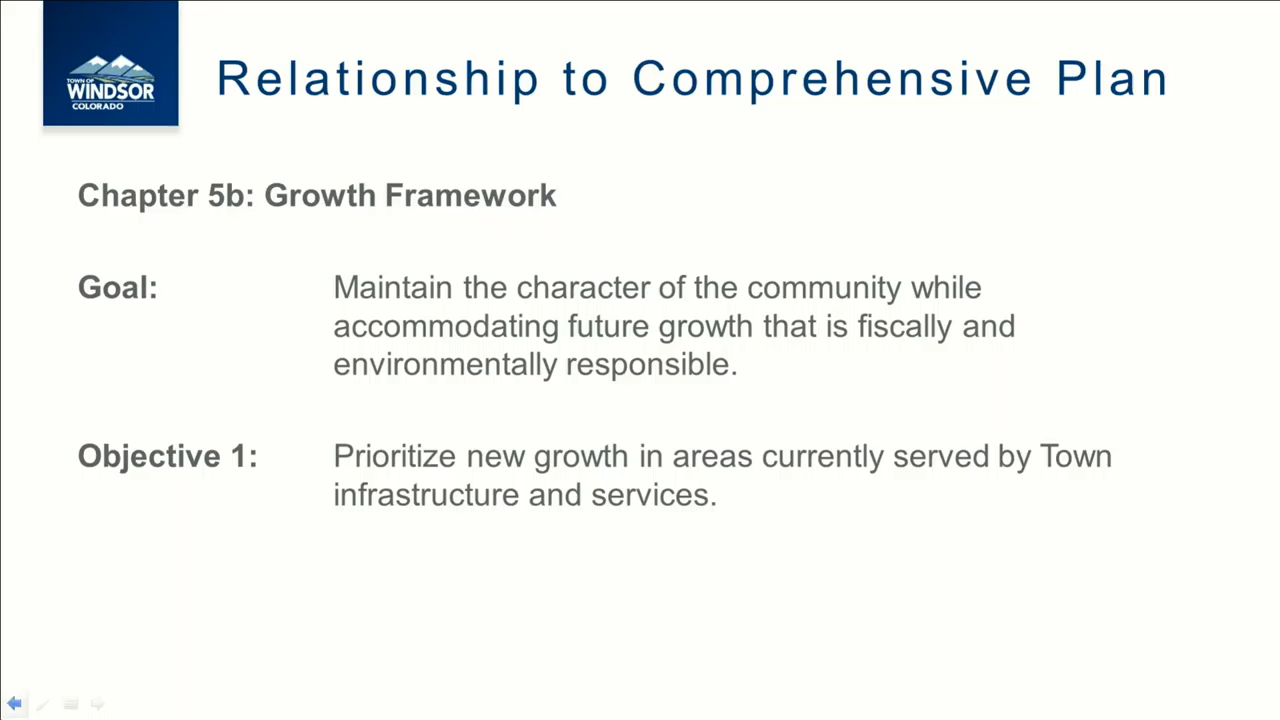 TOWN OF
WINDSOR
COLORADO
Relationship to Comprehensive Plan
Chapter 5b: Growth Framework
Goal: Maintain the character of the community while
accommodating future growth that is fiscally and
environmentally responsible.
Objective 1: Prioritize new growth in areas currently served by Town
infrastructure and services.